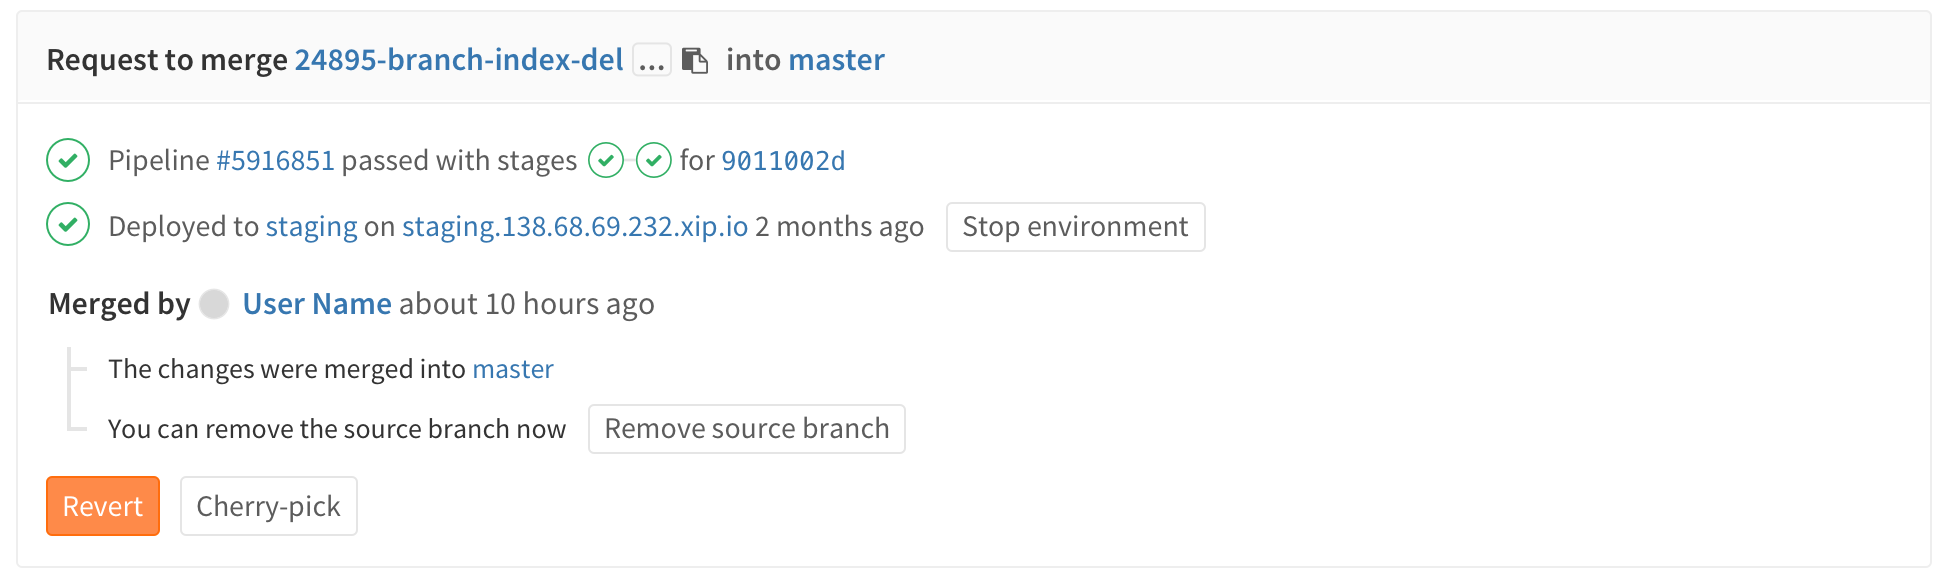 Request to merge 24895-branch-index-del ... into master
Pipeline #5916851 passed with stages for 9011002d
Deployed to staging on staging.138.68.69.232.xip.io 2 months ago Stop environment
Merged by User Name about 10 hours ago
The changes were merged into master
You can remove the source branch now Remove source branch
Revert Cherry-pick